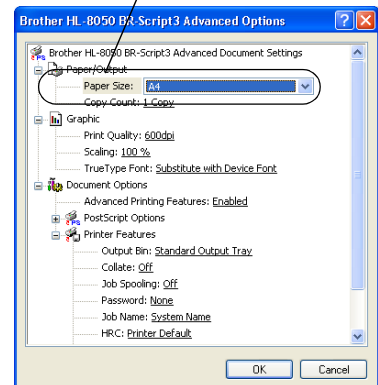 Brother HL-8050 BR-Script3 Advanced Options
Brother HL-8050 BR-Script3 Advanced Document Settings
Paper/Output
Paper Size: A4
Copy Count: 1 Copy
Graphic
Print Quality: 600dpi
Scaling: 100 %
TrueType Font: Substitute with Device Font
Document Options
Advanced Printing Features: Enabled
PostScript Options
Printer Features
Output Bin: Standard Output Tray
Collate: Off
Job Spooling: Off
Password: None
Job Name: System Name
HRC: Printer Default
OK Cancel